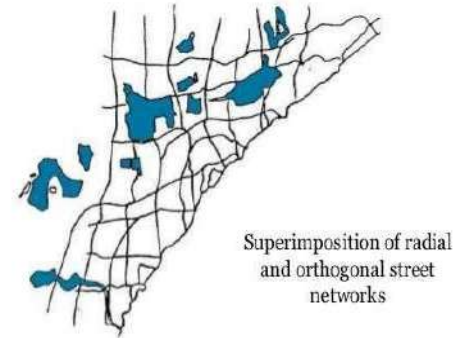 Superimposition of radial
and orthogonal street
networks